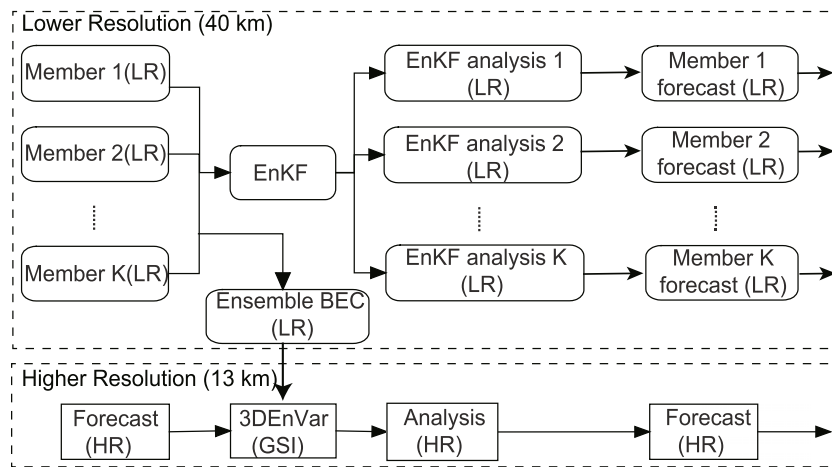 Lower Resolution (40 km)
Member 1(LR)
Member 2(LR)
Member K(LR)
EnKF
Ensemble BEC
(LR)
EnKF analysis 1
(LR)
EnKF analysis 2
(LR)
EnKF analysis K
(LR)
Member 1
forecast (LR)
Member 2
forecast (LR)
Member K
forecast (LR)
Higher Resolution (13 km)
Forecast
(HR)
3DEnVar
(GSI)
Analysis
(HR)
Forecast
(HR)